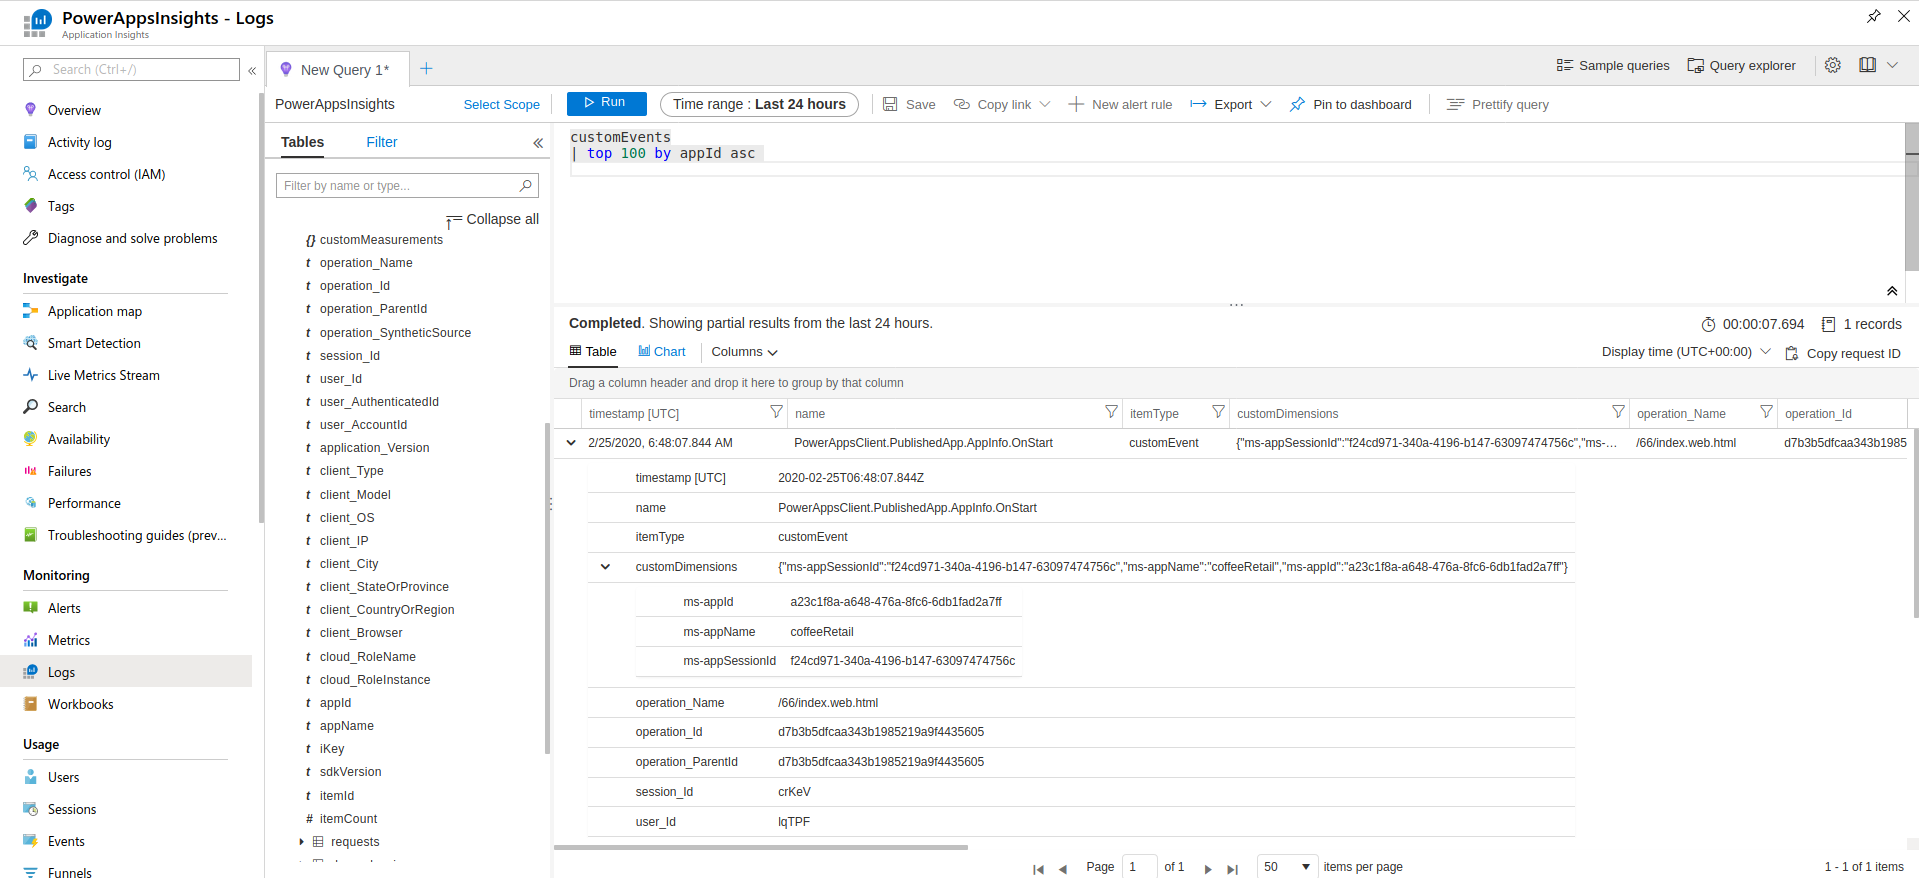 PowerAppsInsights - Logs
Application Insights
Search (Ctrl+/)
«
Overview
Activity log
Access control (IAM)
Tags
Diagnose and solve problems
Investigate
Application map
Smart Detection
Live Metrics Stream
Search
Availability
Failures
Performance
Troubleshooting guides (prev...
Monitoring
Alerts
Metrics
Logs
Workbooks
Usage
Users
Sessions
Events
Funnels
New Query 1*
+
Sample queries
Query explorer
PowerAppsInsights
Select Scope
Run
Time range : Last 24 hours
Save
Copy link
New alert rule
Export
Pin to dashboard
Prettify query
Tables
Filter
«
Filter by name or type...
Collapse all
{} customMeasurements
t operation_Name
t operation_Id
t operation_ParentId
t operation_SyntheticSource
t session_Id
t user_Id
t user_AuthenticatedId
t user_AccountId
t application_Version
t client_Type
t client_Model
t client_OS
t client_IP
t client_City
t client_StateOrProvince
t client_CountryOrRegion
t client_Browser
t cloud_RoleName
t cloud_RoleInstance
t appId
t appName
t iKey
t sdkVersion
t itemId
# itemCount
requests
customEvents
| top 100 by appId asc
Completed. Showing partial results from the last 24 hours.
00:00:07.694
1 records
Table
Chart
Columns
Display time (UTC+00:00)
Copy request ID
Drag a column header and drop it here to group by that column
timestamp [UTC] name itemType customDimensions operation_Name operation_Id
2/25/2020, 6:48:07.844 AM PowerAppsClient.PublishedApp.AppInfo.OnStart customEvent {"ms-appSessionId":"f24cd971-340a-4196-b147-63097474756c","ms-... /66/index.web.html d7b3b5dfcaa343b1985
timestamp [UTC] 2020-02-25T06:48:07.844Z
name PowerAppsClient.PublishedApp.AppInfo.OnStart
itemType customEvent
customDimensions {"ms-appSessionId":"f24cd971-340a-4196-b147-63097474756c","ms-appName":"coffeeRetail","ms-appId":"a23c1f8a-a648-476a-8fc6-6db1fad2a7ff"}
ms-appId a23c1f8a-a648-476a-8fc6-6db1fad2a7ff
ms-appName coffeeRetail
ms-appSessionId f24cd971-340a-4196-b147-63097474756c
operation_Name /66/index.web.html
operation_Id d7b3b5dfcaa343b1985219a9f4435605
operation_ParentId d7b3b5dfcaa343b1985219a9f4435605
session_Id crKeV
user_Id lqTPF
Page 1 of 1
50 items per page
1 - 1 of 1 items